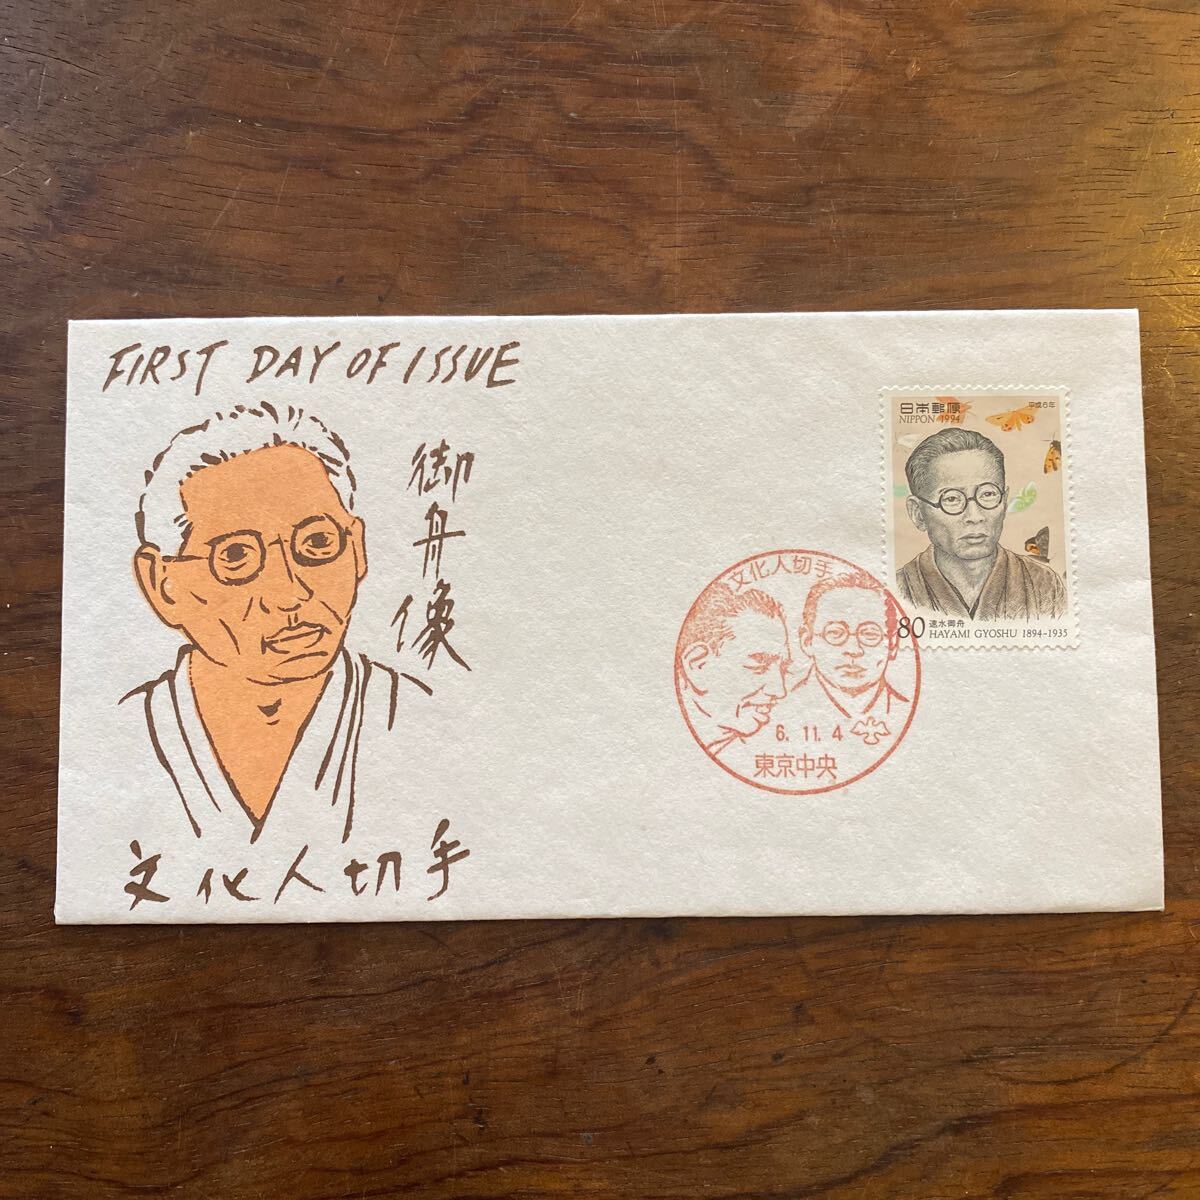 FIRST DAY OF ISSUE
御舟像
文化人切手
日本郵便
NIPPON 1994
平成6年
80
速水御舟
HAYAMI GYOSHU 1894-1935
文化人切手
6. 11. 4
東京中央